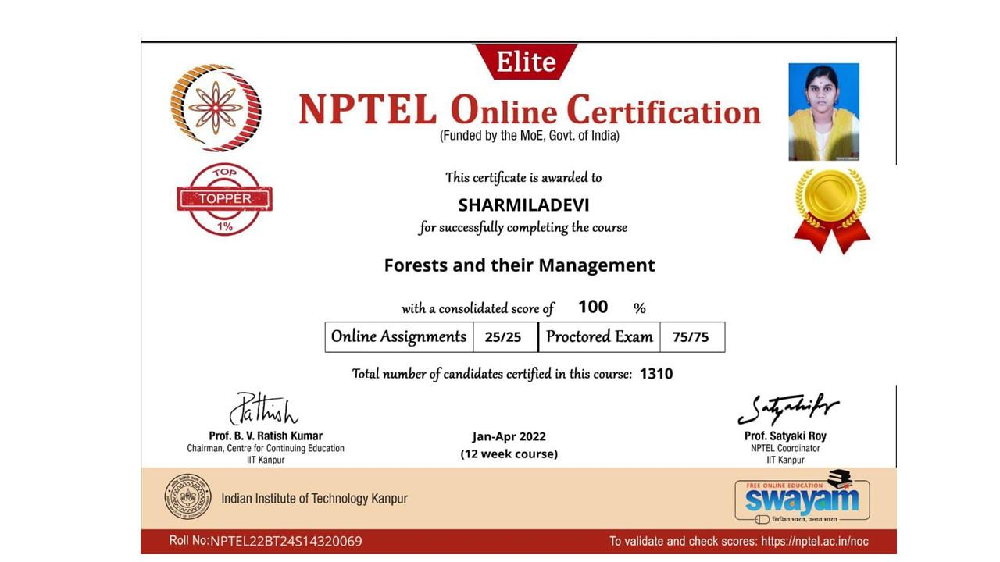 Elite
NPTEL Online Certification
(Funded by the MoE, Govt. of India)
TOP
TOPPER
1%
This certificate is awarded to
SHARMILADEVI
for successfully completing the course
Forests and their Management
with a consolidated score of 100 %
Online Assignments 25/25 Proctored Exam 75/75
Total number of candidates certified in this course: 1310
Prof. B. V. Ratish Kumar
Chairman, Centre for Continuing Education
IIT Kanpur
Jan-Apr 2022
(12 week course)
Prof. Satyaki Roy
NPTEL Coordinator
IIT Kanpur
Indian Institute of Technology Kanpur
FREE ONLINE EDUCATION
swayam
शिक्षित भारत, उन्नत भारत
Roll No: NPTEL22BT24S14320069
To validate and check scores: https://nptel.ac.in/noc